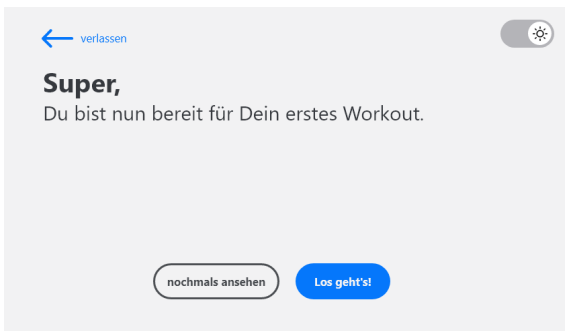 verlassen
Super,
Du bist nun bereit für Dein erstes Workout.
nochmals ansehen
Los geht's!